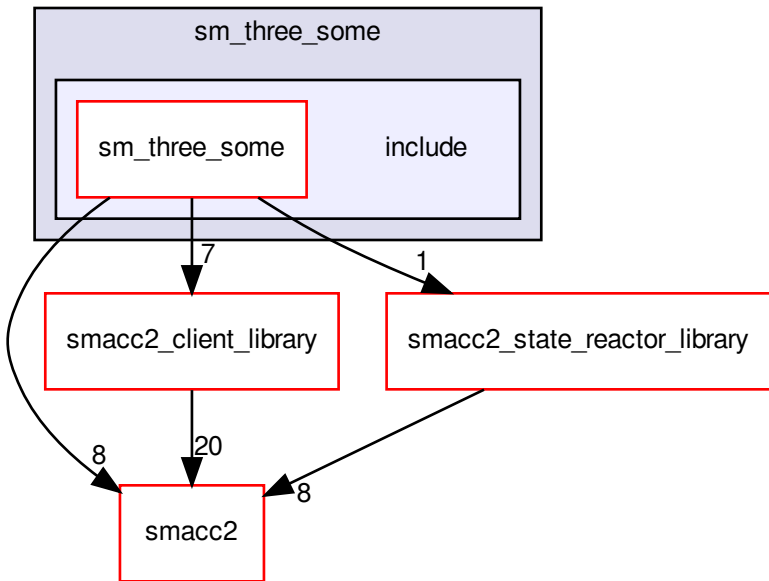 sm_three_some
sm_three_some
include
7
1
smacc2_client_library
smacc2_state_reactor_library
8
20
8
smacc2